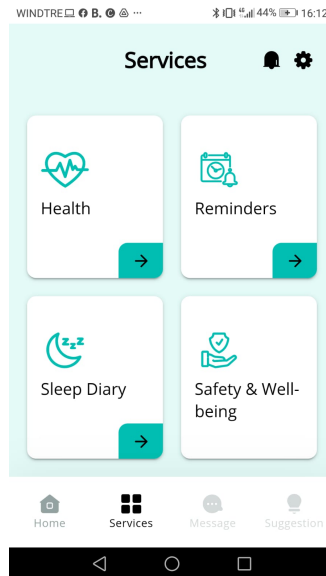 WINDTRE B. 44% 16:12
Services
Health
Reminders
Sleep Diary
Safety & Well-
being
Home Services Message Suggestion